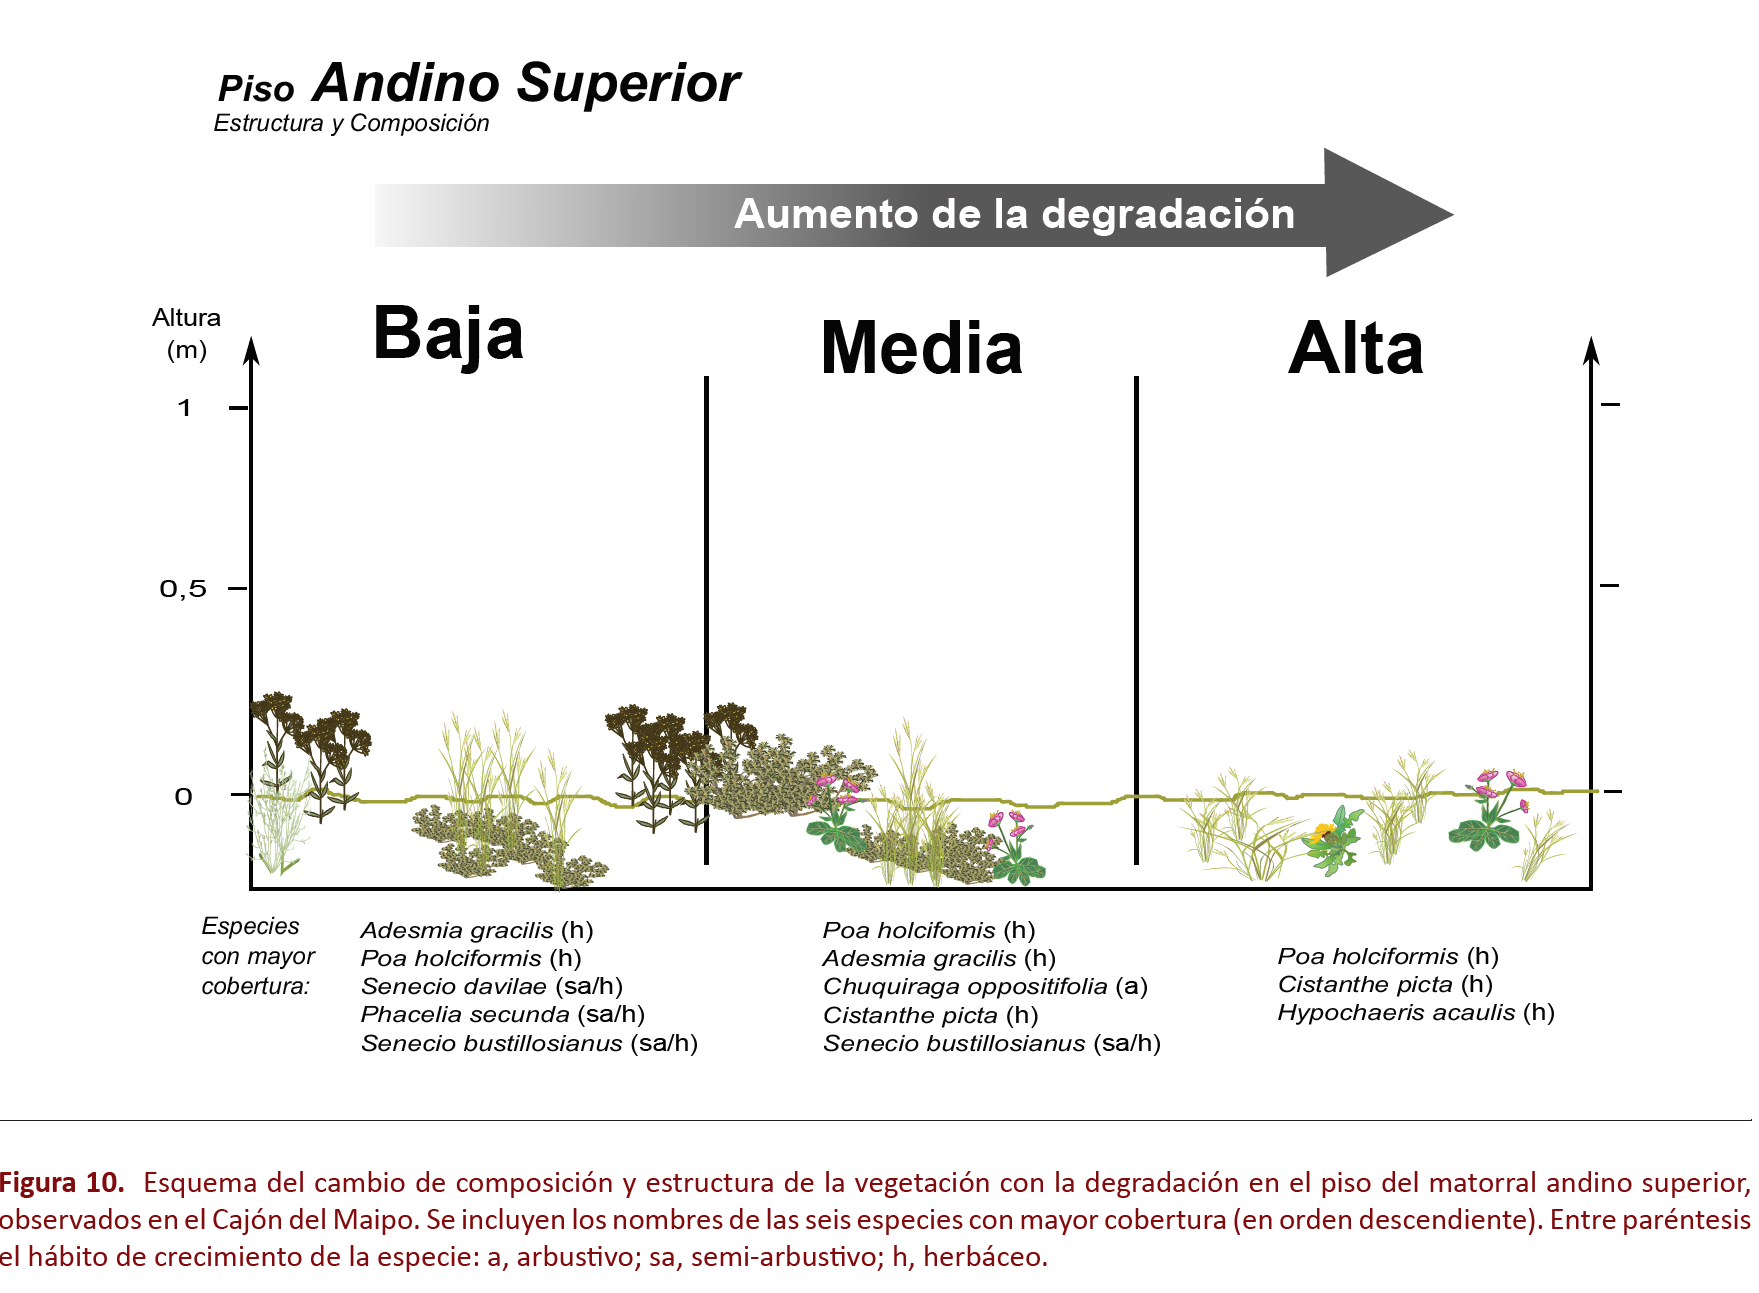 Piso Andino Superior
Estructura y Composición
Aumento de la degradación
Baja
Media
Alta
Altura
(m)
1
0,5
0
Especies
con mayor
cobertura:
Adesmia gracilis (h)
Poa holciformis (h)
Senecio davilae (sa/h)
Phacelia secunda (sa/h)
Senecio bustillosianus (sa/h)
Poa holcifomis (h)
Adesmia gracilis (h)
Chuquiraga oppositifolia (a)
Cistanthe picta (h)
Senecio bustillosianus (sa/h)
Poa holciformis (h)
Cistanthe picta (h)
Hypochaeris acaulis (h)
Figura 10. Esquema del cambio de composición y estructura de la vegetación con la degradación en el piso del matorral andino superior,
observados en el Cajón del Maipo. Se incluyen los nombres de las seis especies con mayor cobertura (en orden descendiente). Entre paréntesis
el hábito de crecimiento de la especie: a, arbustivo; sa, semi-arbustivo; h, herbáceo.